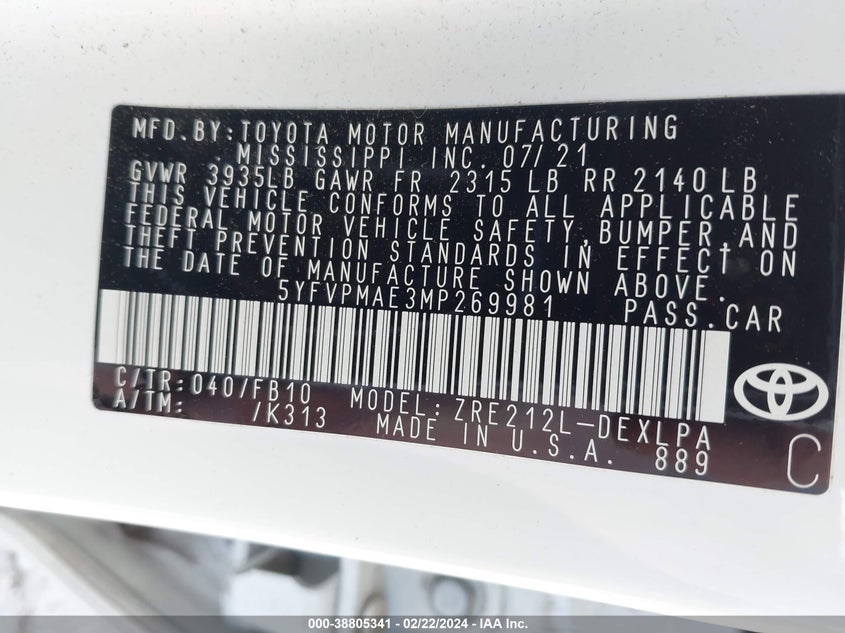 MFD.BY:TOYOTA MOTOR MANUFACTURING
MISSISSIPPI INC. 07/21
GVWR 3935LB GAWR FR 2315 LB RR 2140 LB
THIS VEHICLE CONFORMS TO ALL APPLICABLE
FEDERAL MOTOR VEHICLE SAFETY, BUMPER, AND
THEFT PREVENTION STANDARDS IN EFFECT ON
THE DATE OF MANUFACTURE SHOWN ABOVE.
5YFVPMAE3MP269981 PASS.CAR
C/TR:040/FB10 MODEL: ZRE212L-DEXLPA
A/TM: /K313 MADE IN U.S.A. 889
C
000-38805341 - 02/22/2024 - IAA Inc.